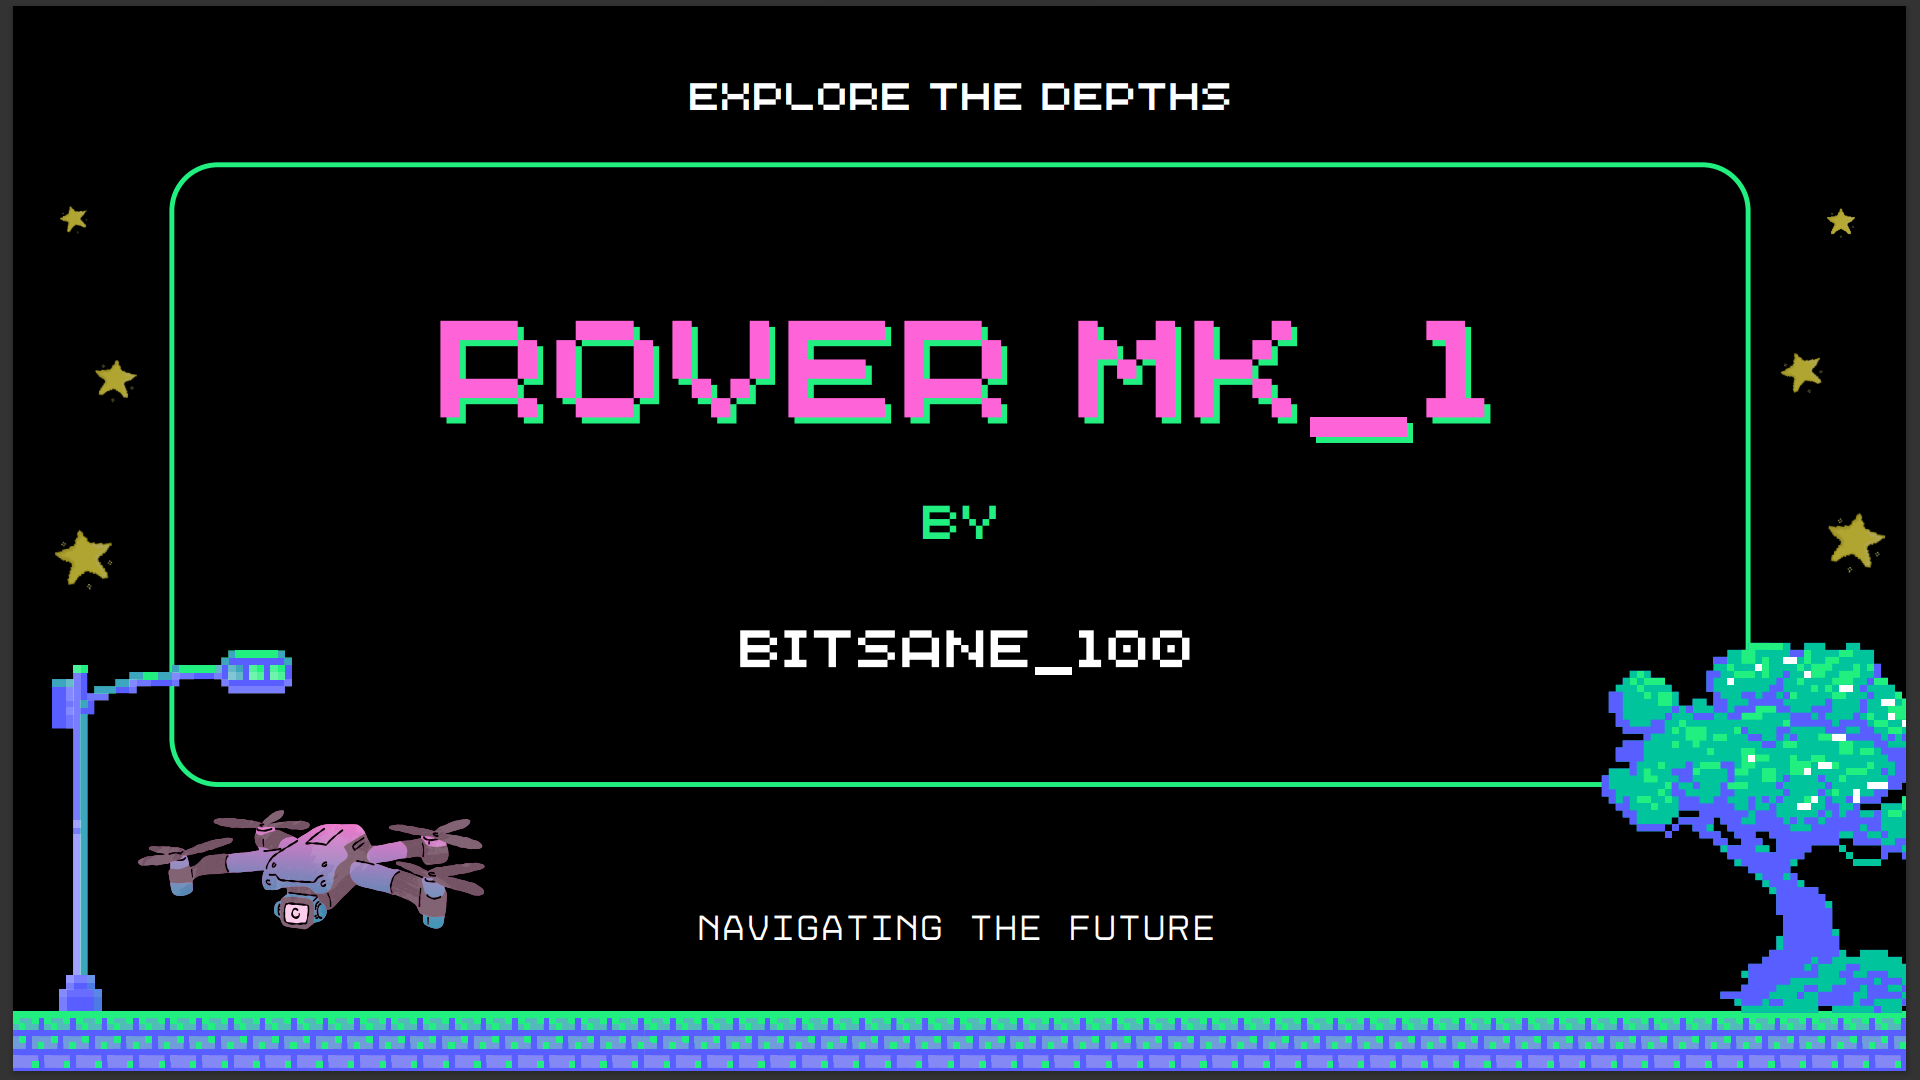 EXPLORE THE DEPTHS
ROVER MK_1
BY
BITSANE_100
NAVIGATING THE FUTURE
C